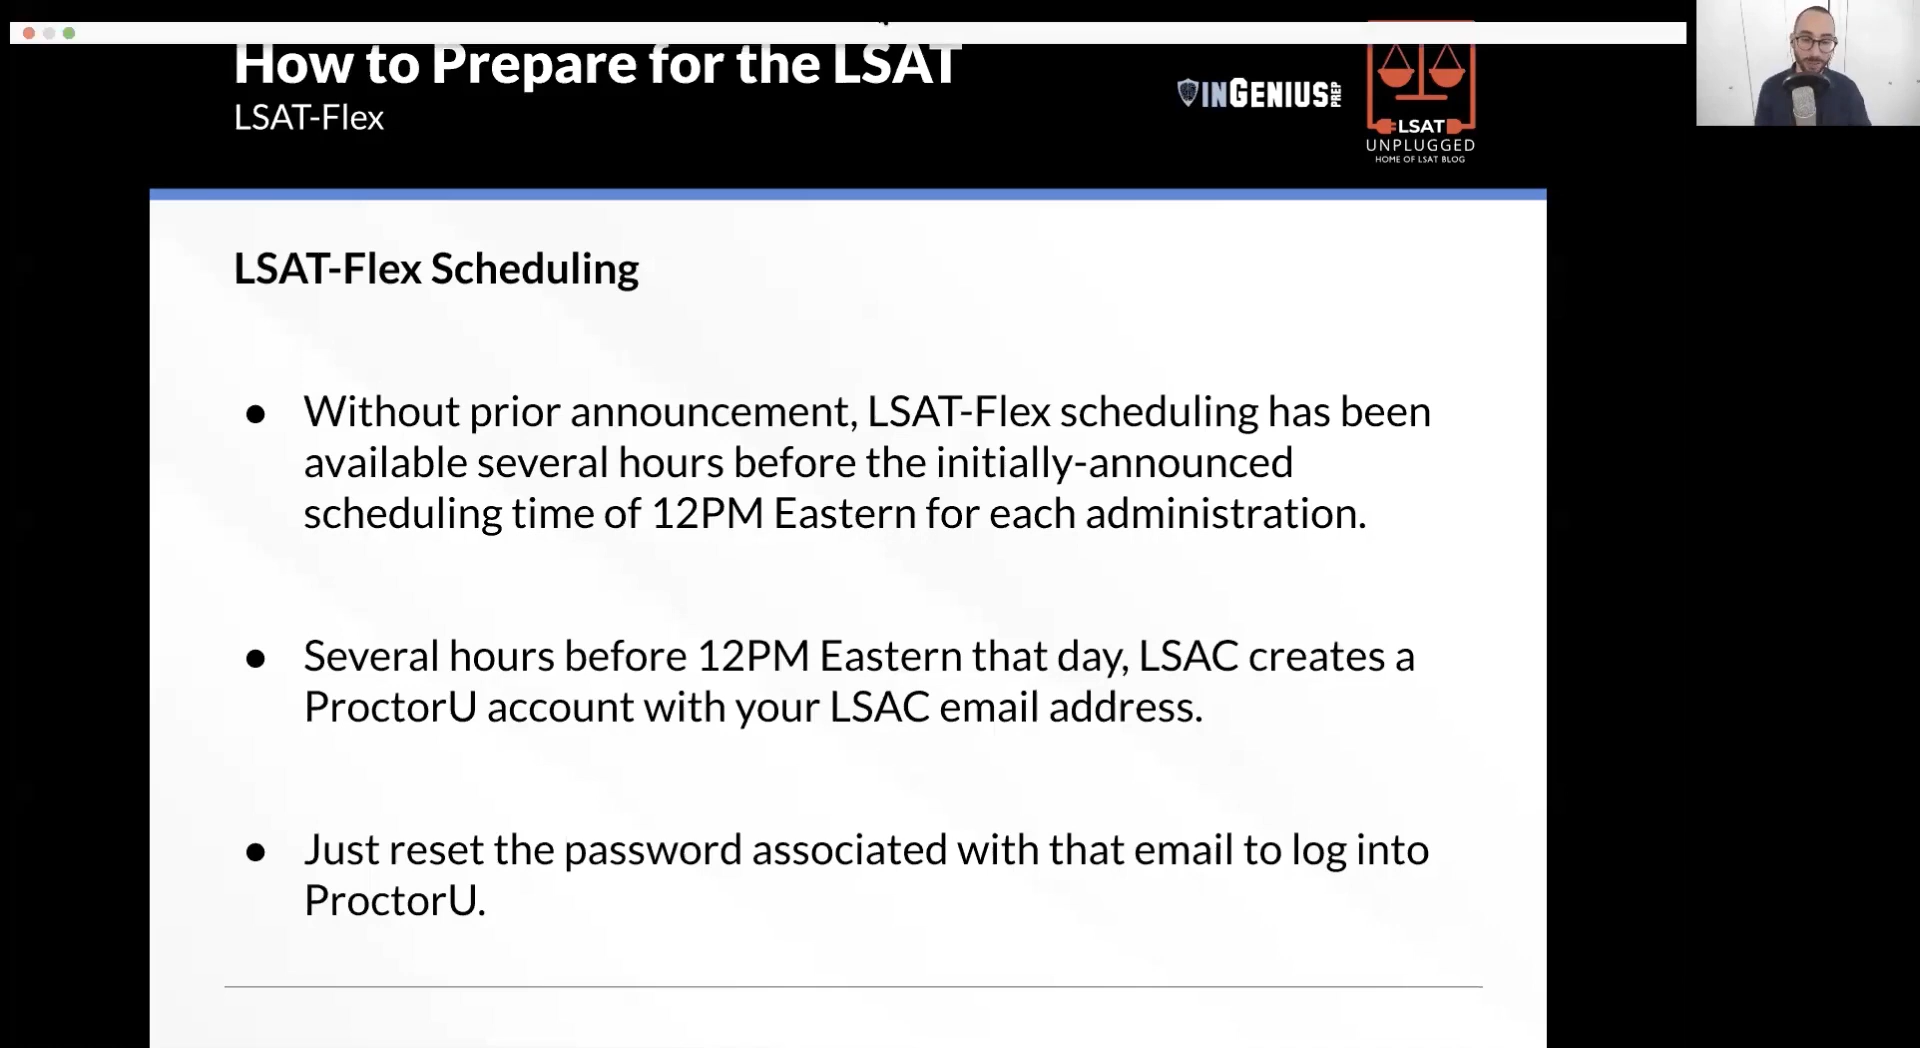 How to Prepare for the LSAT
LSAT-Flex
INGENIUS PREP
LSAT
UNPLUGGED
HOME OF LSAT BLOG
LSAT-Flex Scheduling
● Without prior announcement, LSAT-Flex scheduling has been
available several hours before the initially-announced
scheduling time of 12PM Eastern for each administration.
● Several hours before 12PM Eastern that day, LSAC creates a
ProctorU account with your LSAC email address.
● Just reset the password associated with that email to log into
ProctorU.